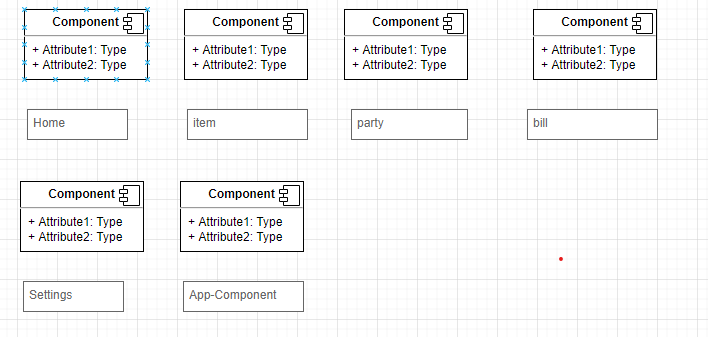 Component
+ Attribute1: Type
+ Attribute2: Type
Component
+ Attribute1: Type
+ Attribute2: Type
Component
+ Attribute1: Type
+ Attribute2: Type
Component
+ Attribute1: Type
+ Attribute2: Type
Home
item
party
bill
Component
+ Attribute1: Type
+ Attribute2: Type
Component
+ Attribute1: Type
+ Attribute2: Type
Settings
App-Component